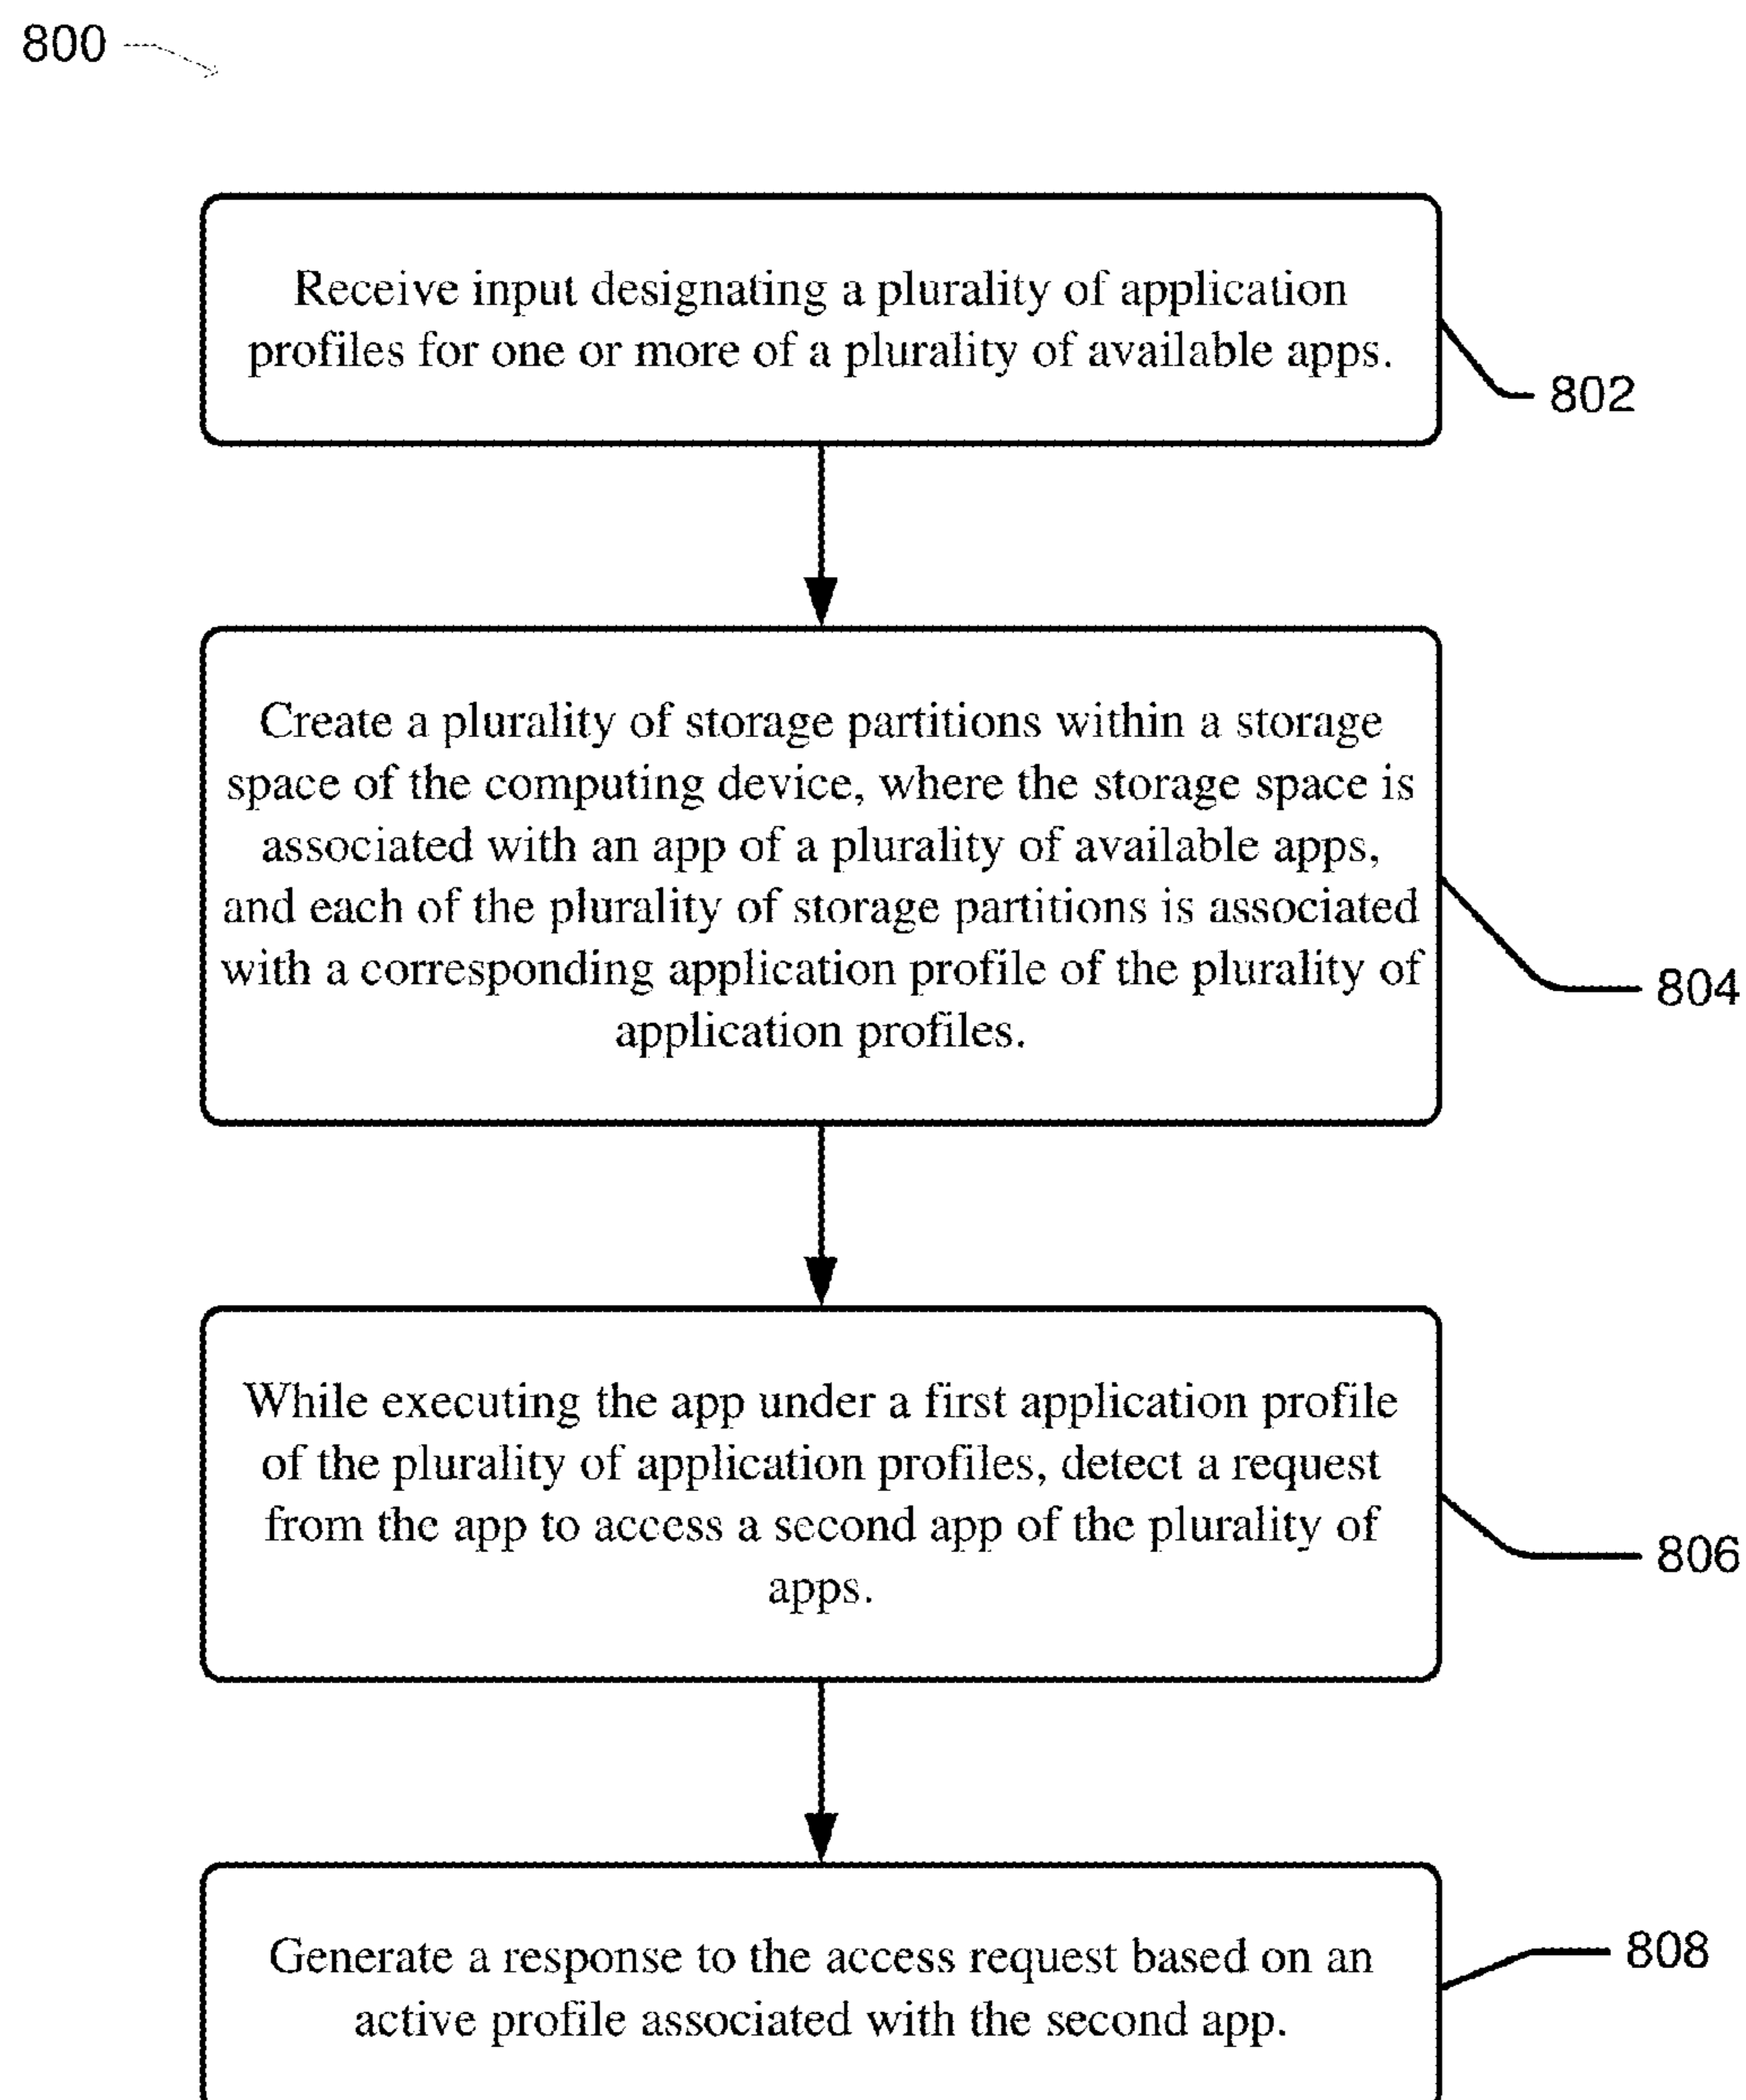 800
Receive input designating a plurality of application
profiles for one or more of a plurality of available apps.
802
Create a plurality of storage partitions within a storage
space of the computing device, where the storage space is
associated with an app of a plurality of available apps,
and each of the plurality of storage partitions is associated
with a corresponding application profile of the plurality of
application profiles.
804
While executing the app under a first application profile
of the plurality of application profiles, detect a request
from the app to access a second app of the plurality of
apps.
806
Generate a response to the access request based on an
active profile associated with the second app.
808